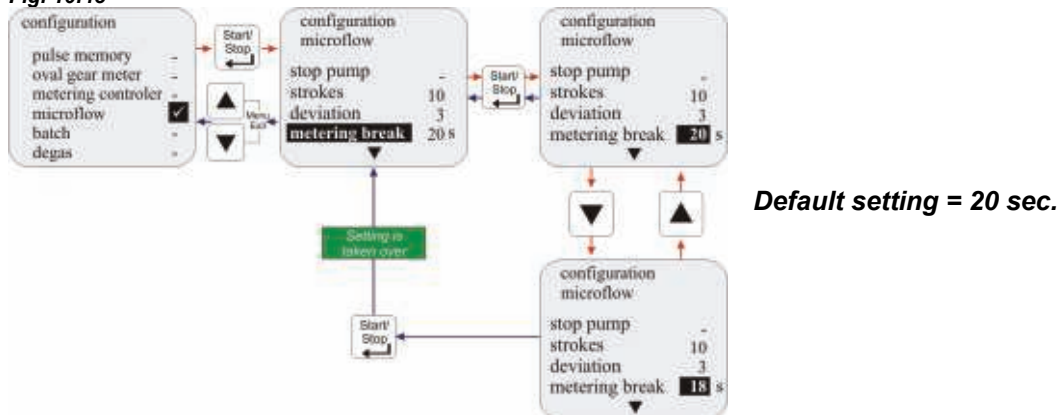 configuration
pulse memory -
oval gear meter -
metering controler -
microflow ✓
batch -
degas -
Start/
Stop
Menu
Exit
configuration
microflow
stop pump -
strokes 10
deviation 3
metering break 20 s
Start/
Stop
configuration
microflow
stop pump -
strokes 10
deviation 3
metering break 20 s
Default setting = 20 sec.
Setting is
taken over
Start/
Stop
configuration
microflow
stop pump -
strokes 10
deviation 3
metering break 18 s